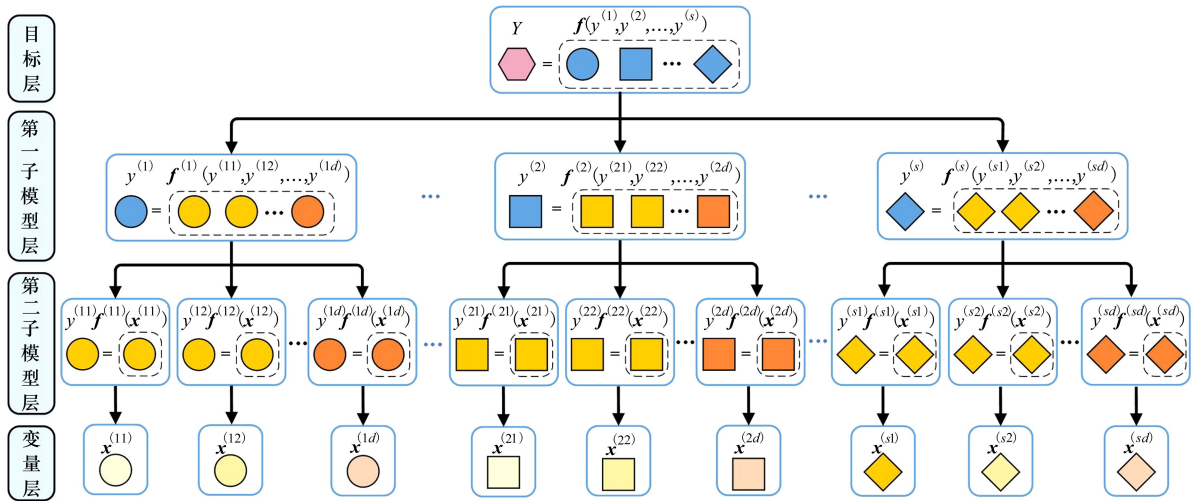 目标层
Y f(y^(1),y^(2),…,y^(s))
= ···
第一子模型层
y^(1) f^(1)(y^(11),y^(12),…,y^(1d))
= ···
···
y^(2) f^(2)(y^(21),y^(22),…,y^(2d))
= ···
···
y^(s) f^(s)(y^(s1),y^(s2),…,y^(sd))
= ···
第二子模型层
y^(11) f^(11)(x^(11))
=
y^(12) f^(12)(x^(12))
=
···
y^(1d) f^(1d)(x^(1d))
=
···
y^(21) f^(21)(x^(21))
=
y^(22) f^(22)(x^(22))
=
···
y^(2d) f^(2d)(x^(2d))
=
···
y^(s1) f^(s1)(x^(s1))
=
y^(s2) f^(s2)(x^(s2))
=
···
y^(sd) f^(sd)(x^(sd))
=
变量层
x^(11)
x^(12)
x^(1d)
x^(21)
x^(22)
x^(2d)
x^(s1)
x^(s2)
x^(sd)